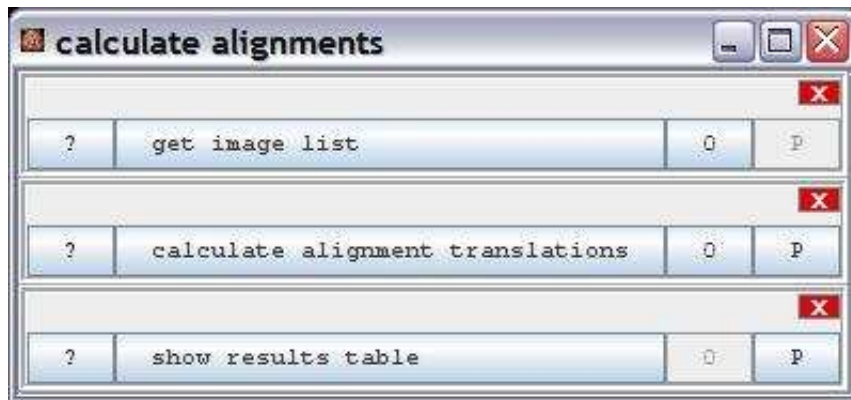 calculate alignments
X
? get image list O P
X
? calculate alignment translations O P
X
? show results table O P